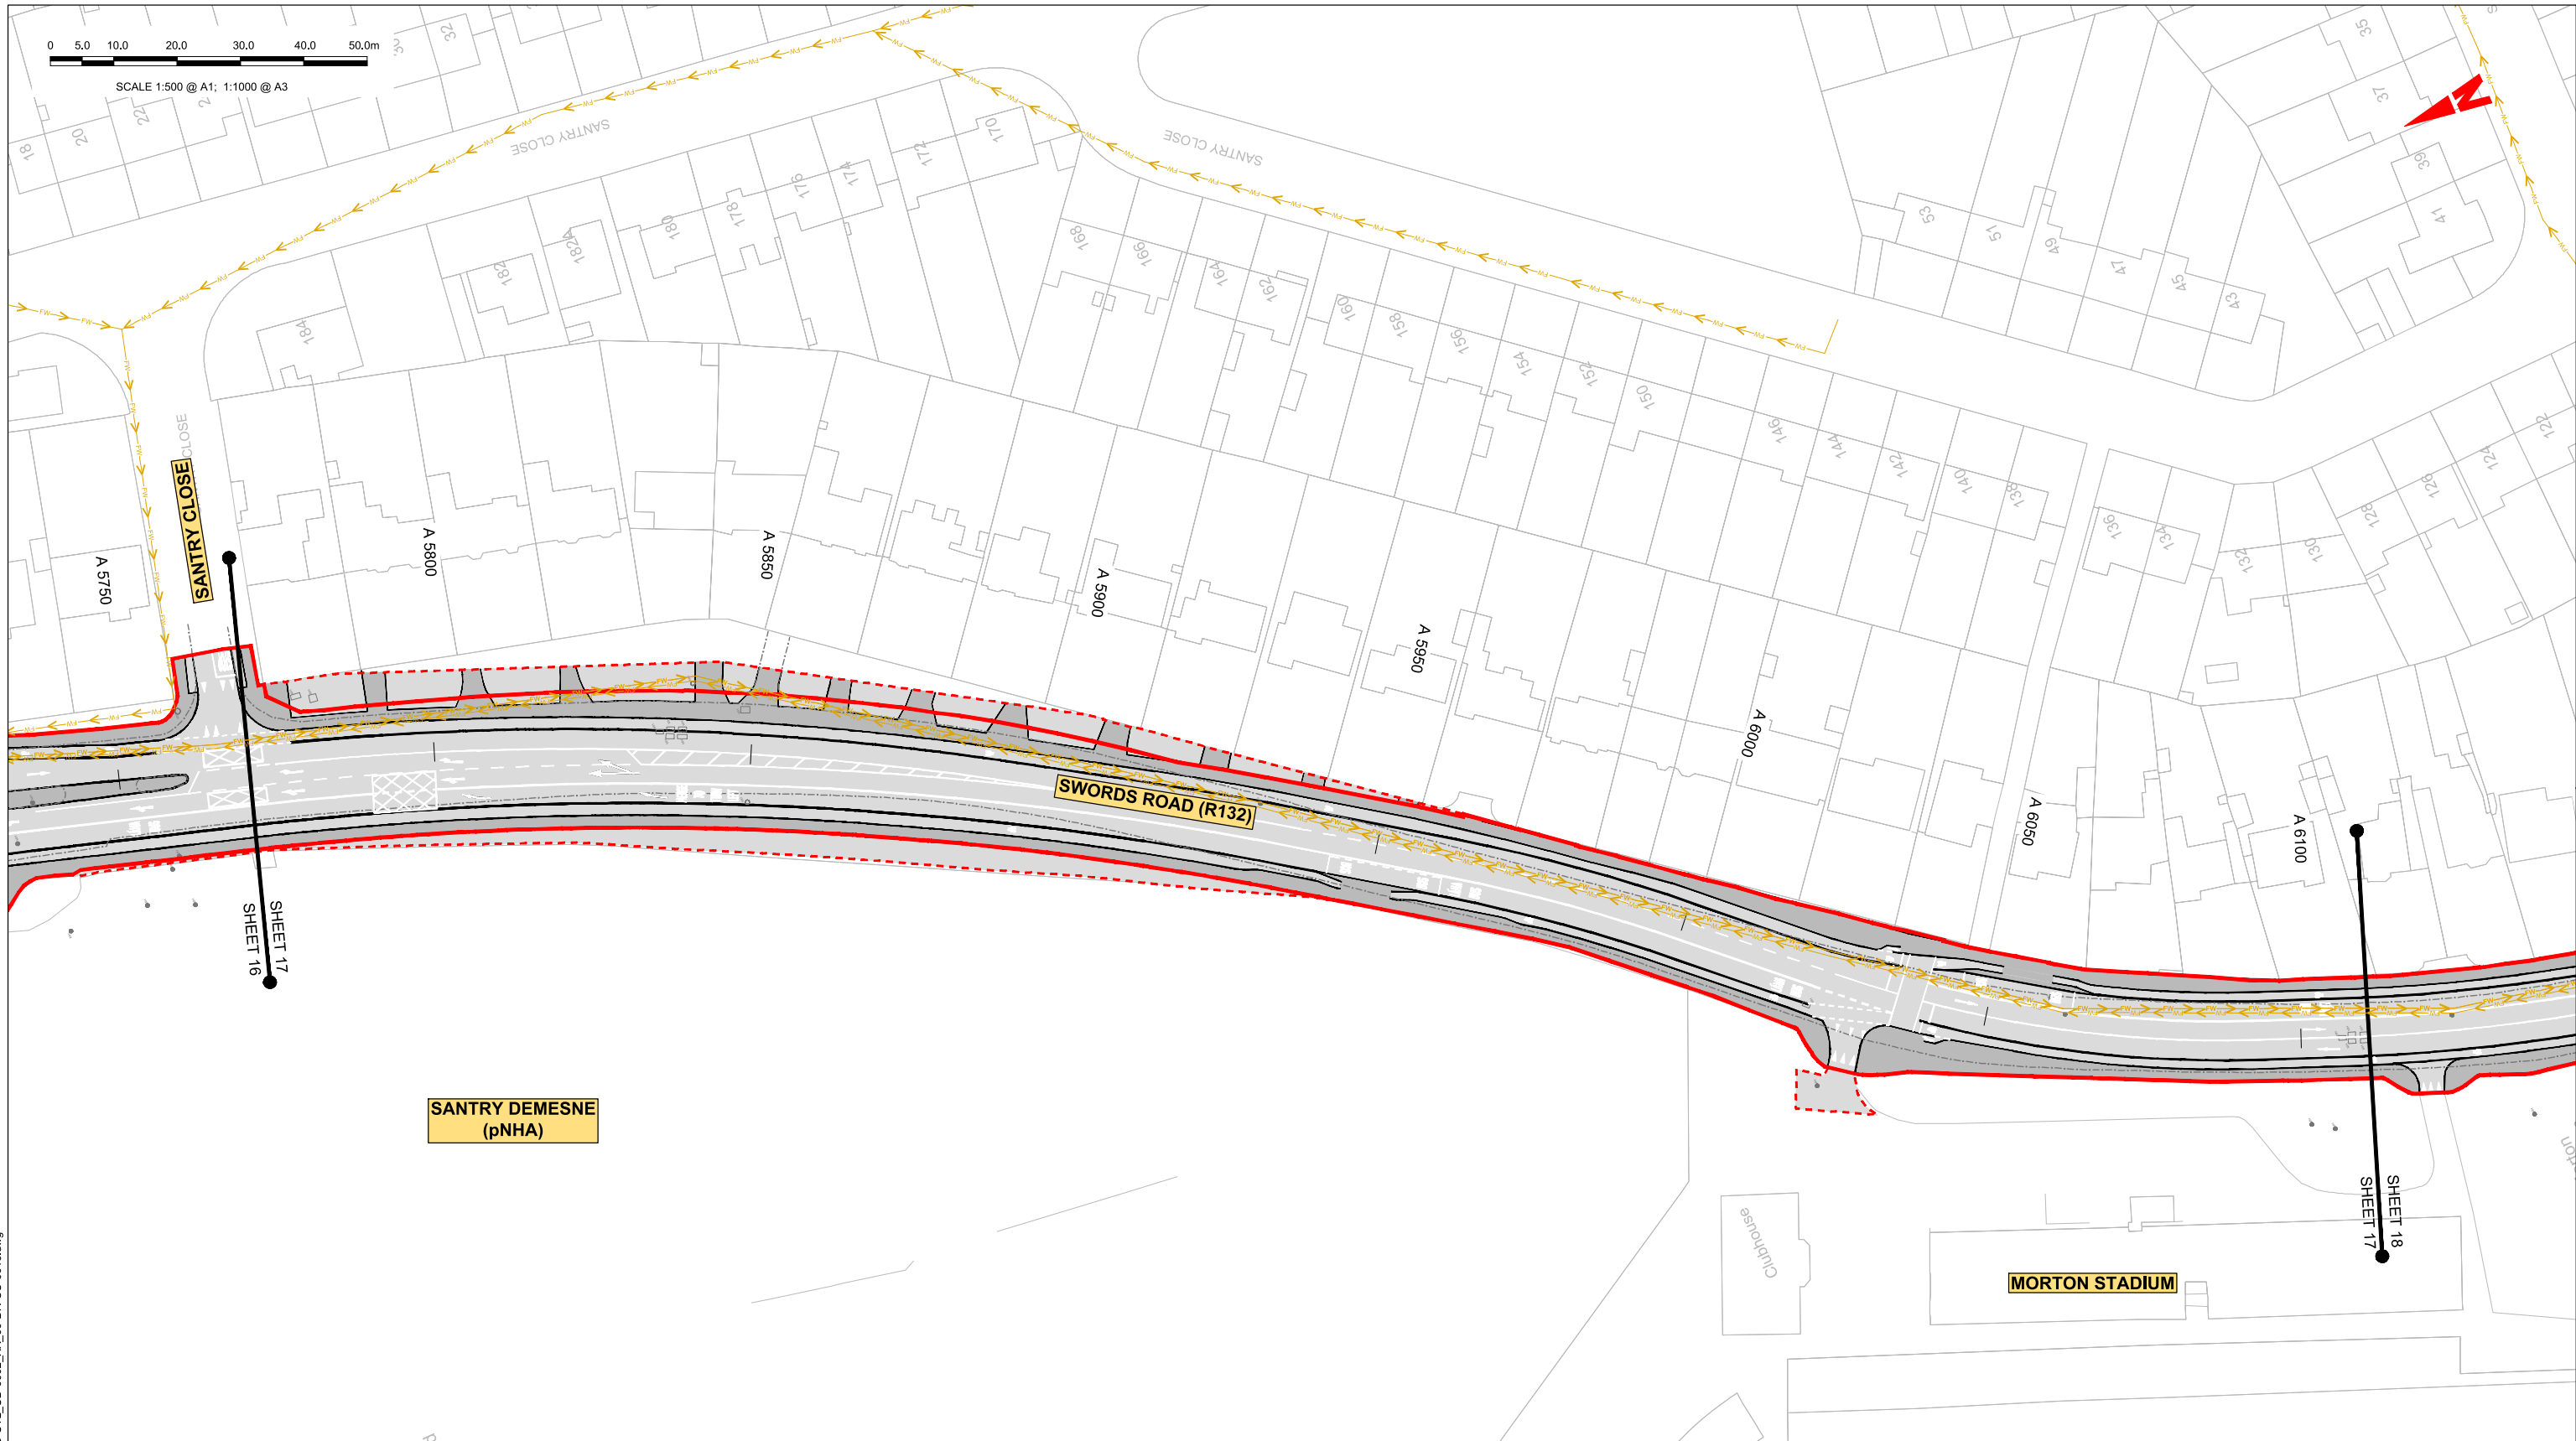 0 5,0 10.0 20.0 30.0 40.0 50.0m
SCALE 1:500 @ A1; 1:1000 @ A3
N
18
20
22
32
SANTRY CLOSE
SANTRY CLOSE
CLOSE
SANTRY CLOSE
184
182
182A
180
178
176
174
172
170
168
166
164
162
160
158
156
154
152
150
146
144
142
140
138
136
134
132
130
128
126
124
122
53
51
49
47
45
43
41
39
37
35
A 5750
A 5800
A 5850
A 5900
A 5950
A 6000
A 6050
A 6100
SWORDS ROAD (R132)
SHEET 17
SHEET 16
SANTRY DEMESNE
(pNHA)
Clubhouse
MORTON STADIUM
SHEET 18
SHEET 17
FW